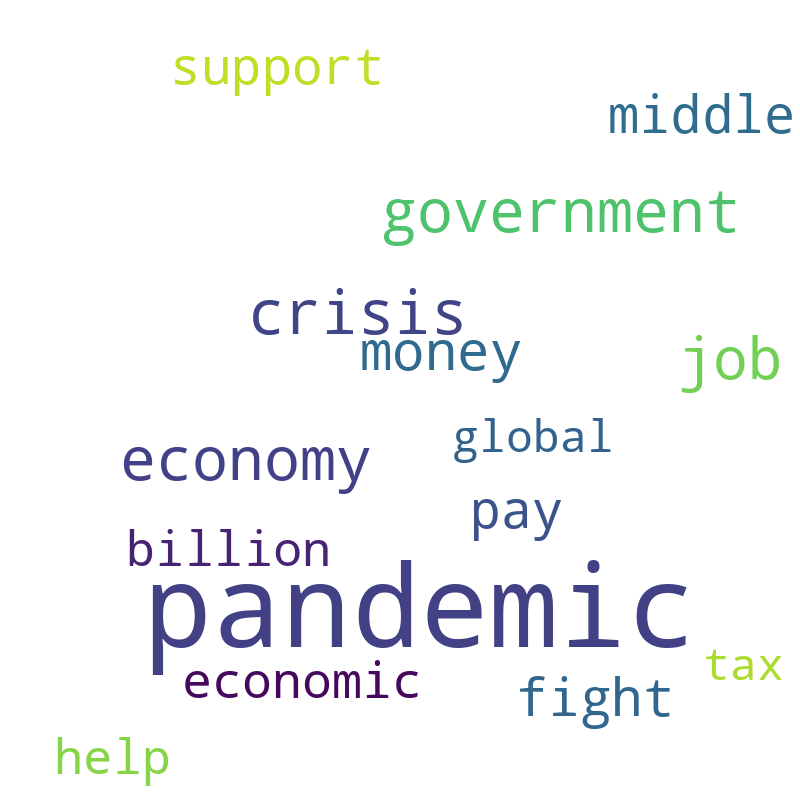 support
middle
government
crisis
money
job
global
economy
pay
billion
pandemic
tax
economic
fight
help